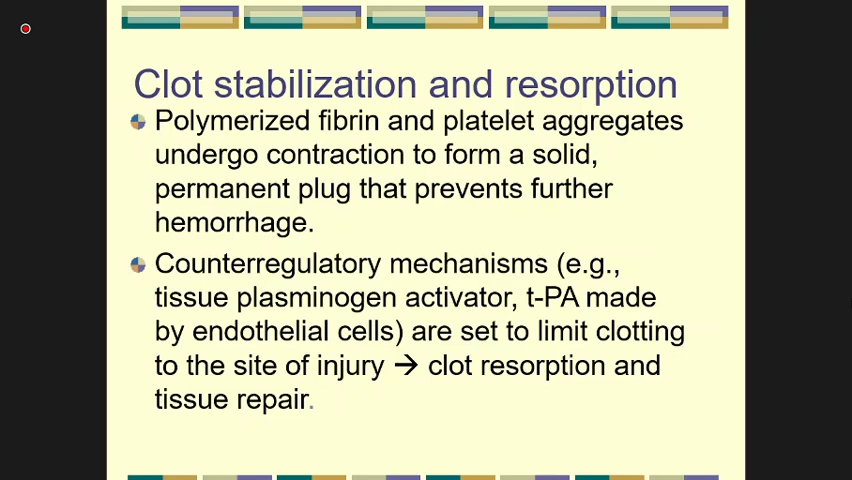 Clot stabilization and resorption
Polymerized fibrin and platelet aggregates
undergo contraction to form a solid,
permanent plug that prevents further
hemorrhage.
Counterregulatory mechanisms (e.g.,
tissue plasminogen activator, t-PA made
by endothelial cells) are set to limit clotting
to the site of injury → clot resorption and
tissue repair.